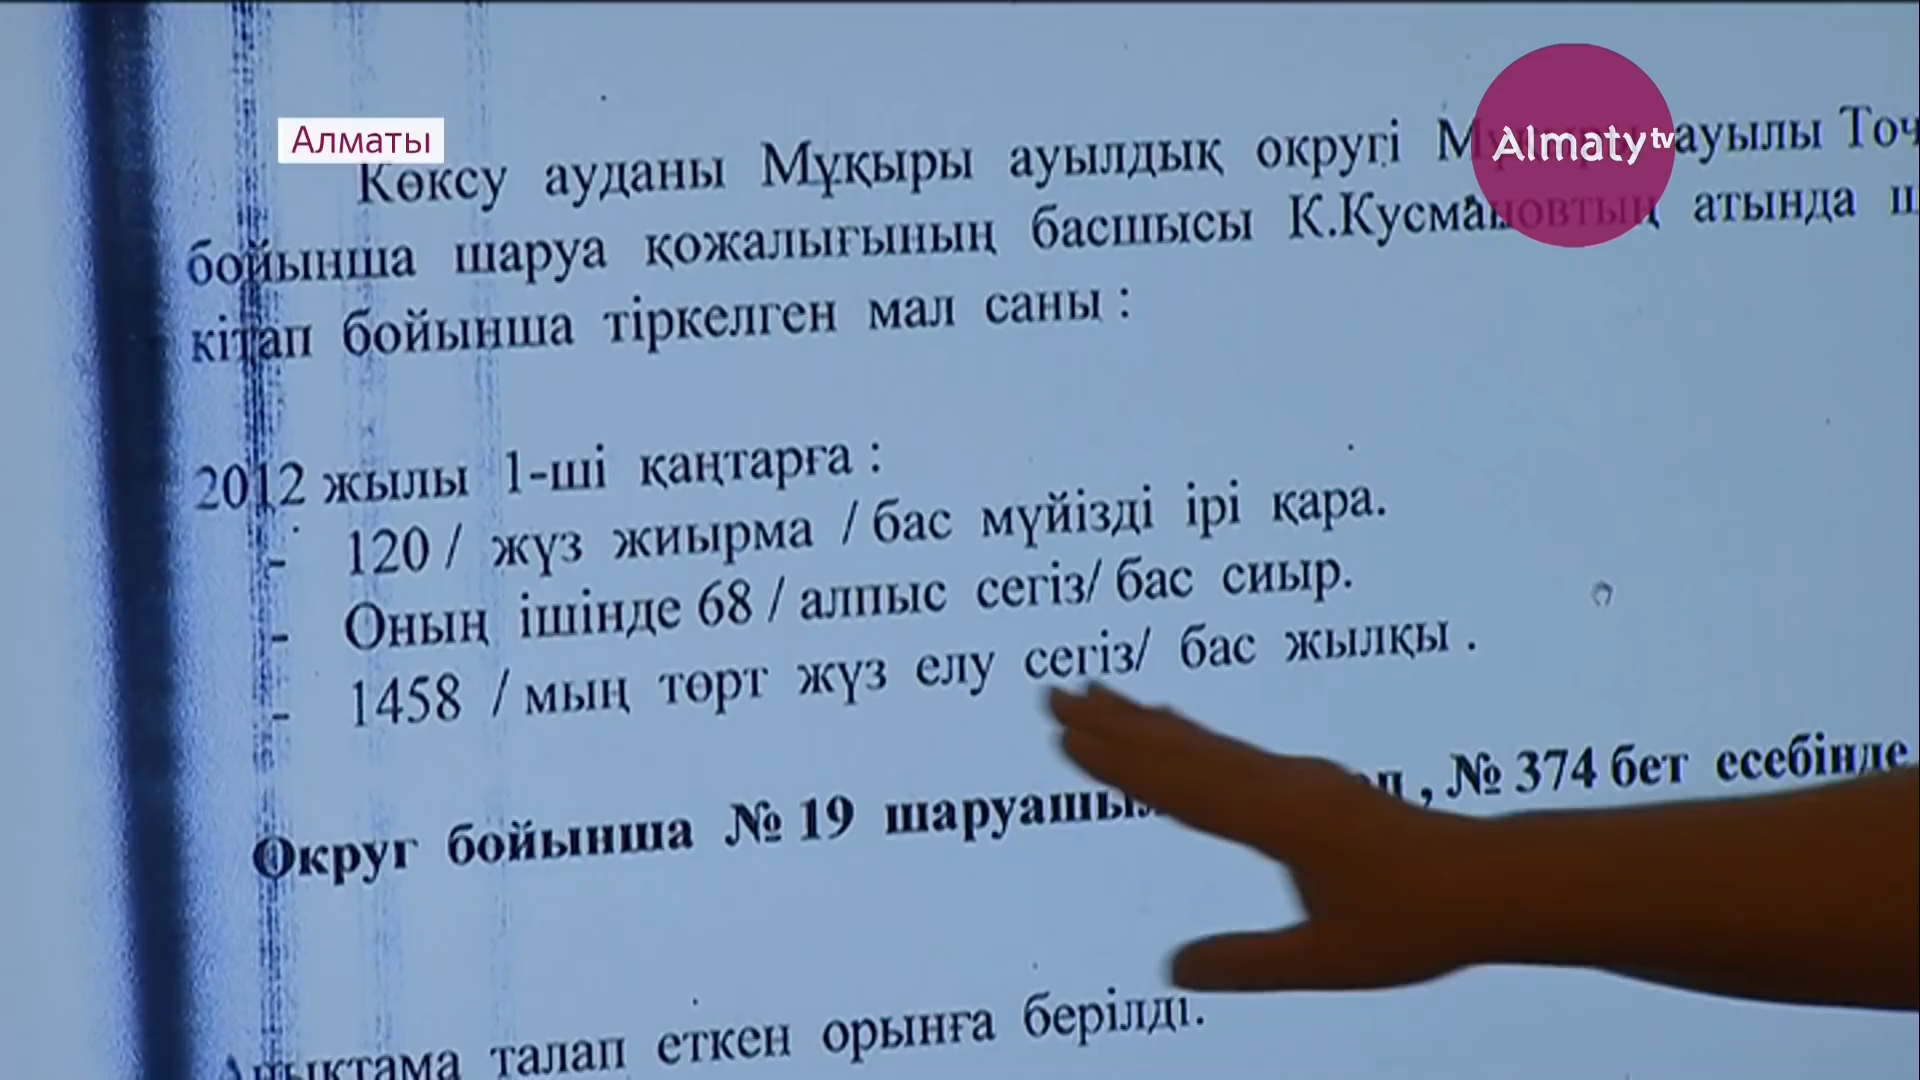 Алматы
Almaty tv
Көксу ауданы Мұқыры ауылдық округі ауылы
бойынша шаруа қожалығының басшысы К.Кусмановтың атында
кітап бойынша тіркелген мал саны :
2012 жылы 1-ші қаңтарға :
- 120 / жүз жиырма / бас мүйізді ірі қара.
- Оның ішінде 68 / алпыс сегіз/ бас сиыр.
- 1458 / мың төрт жүз елу сегіз/ бас жылқы .
Округ бойынша № 19 , № 374 бет есебінде
Анықтама талап еткен орынға берілді.